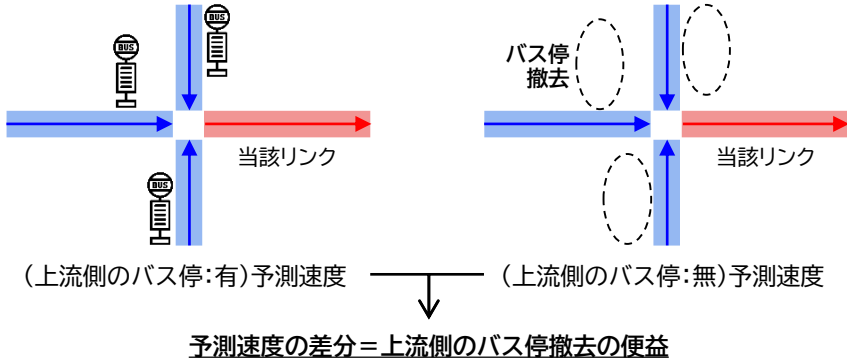 BUS
BUS
バス停
撤去
当該リンク
当該リンク
BUS
(上流側のバス停:有)予測速度
(上流側のバス停:無)予測速度
予測速度の差分=上流側のバス停撤去の便益